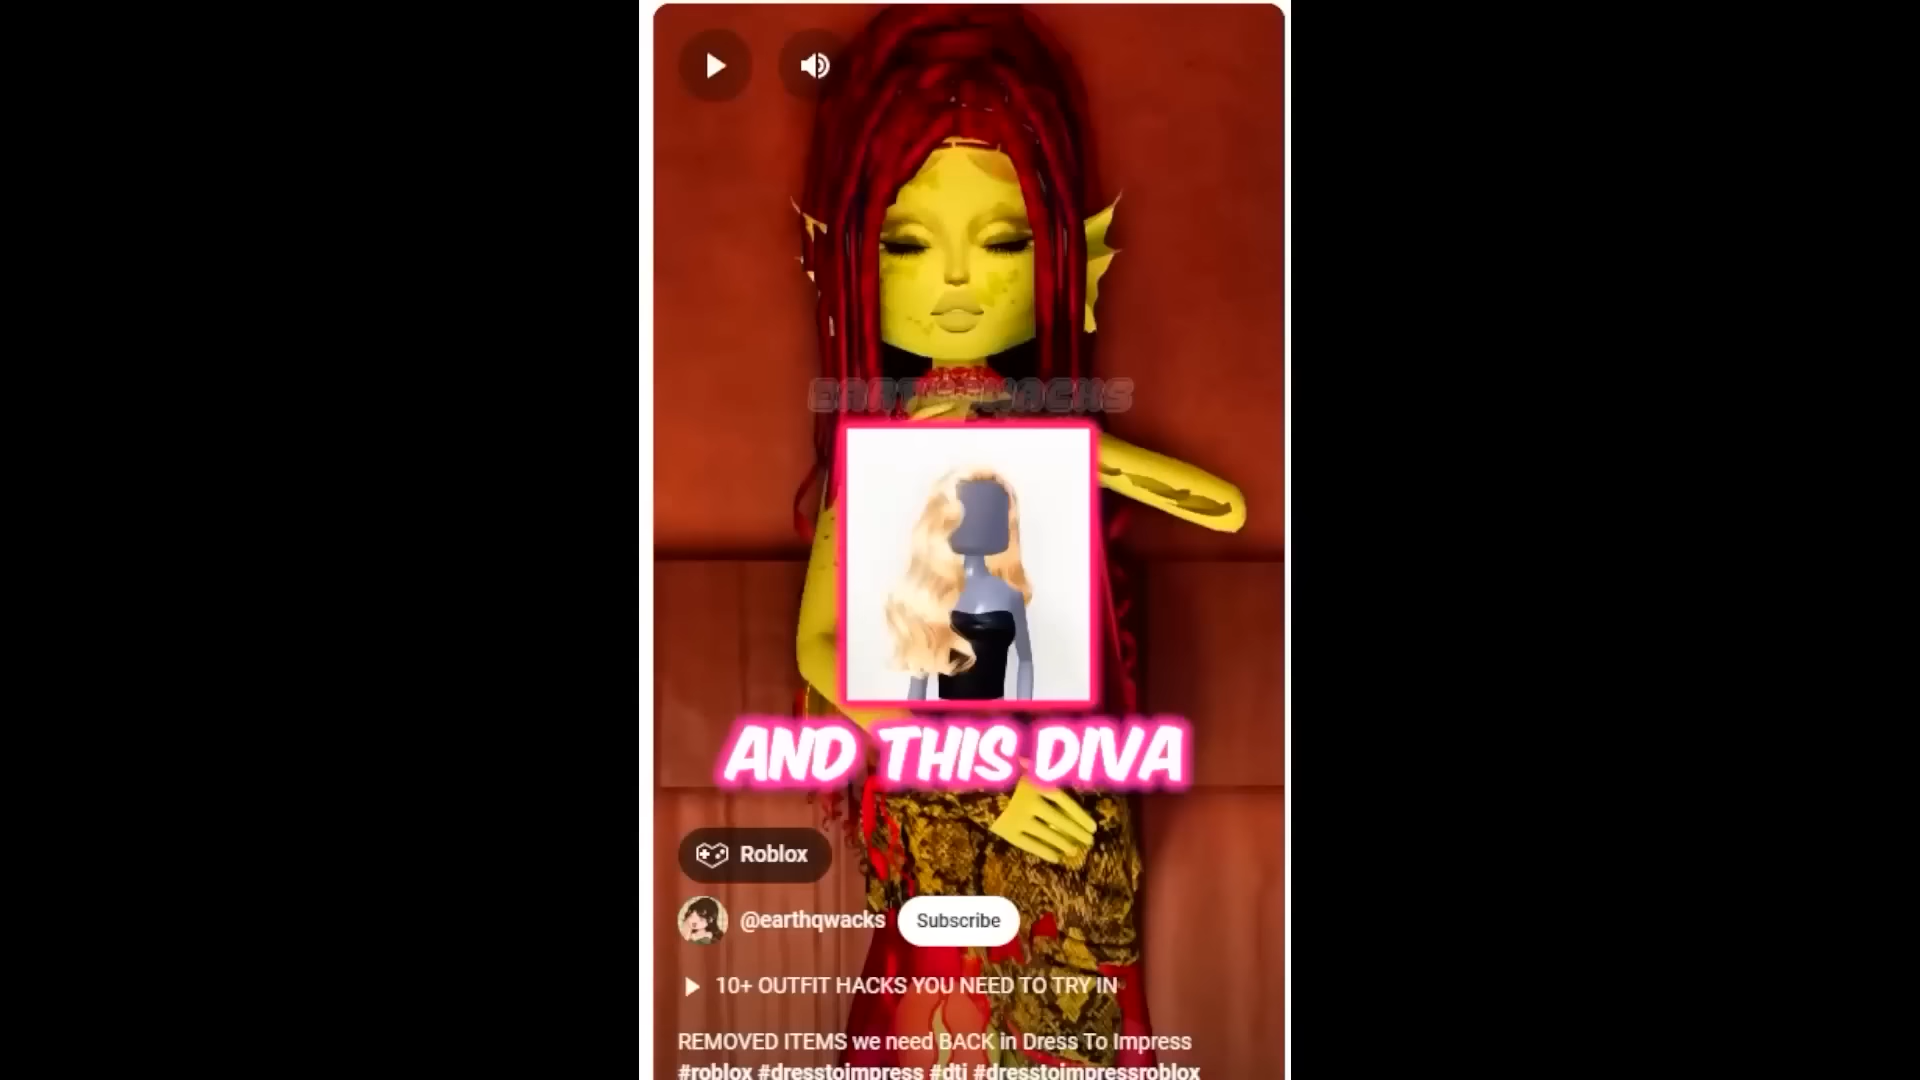 EARTHQWACKS
AND THIS DIVA
Roblox
@earthqwacks Subscribe
10+ OUTFIT HACKS YOU NEED TO TRY IN
REMOVED ITEMS we need BACK in Dress To Impress
#roblox #dresstoimpress #dti #dresstoimpressroblox